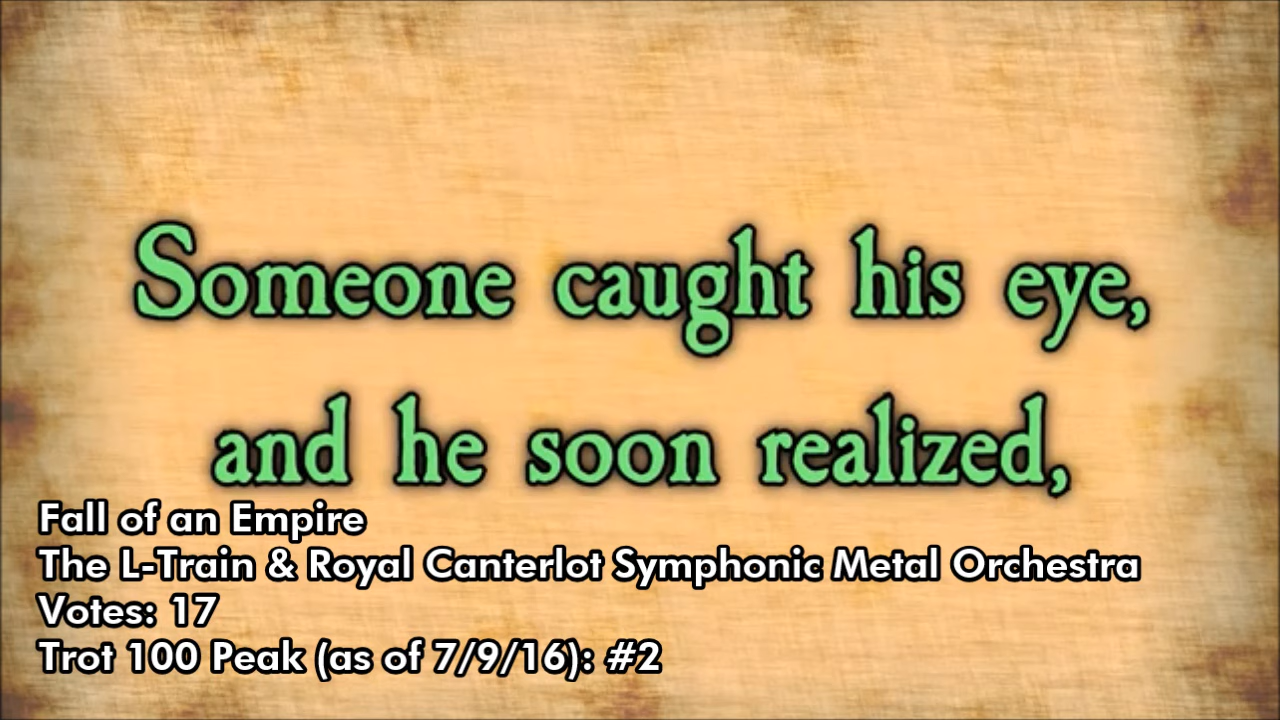 Someone caught his eye,
and he soon realized,
Fall of an Empire
The L-Train & Royal Canterlot Symphonic Metal Orchestra
Votes: 17
Trot 100 Peak (as of 7/9/16): #2